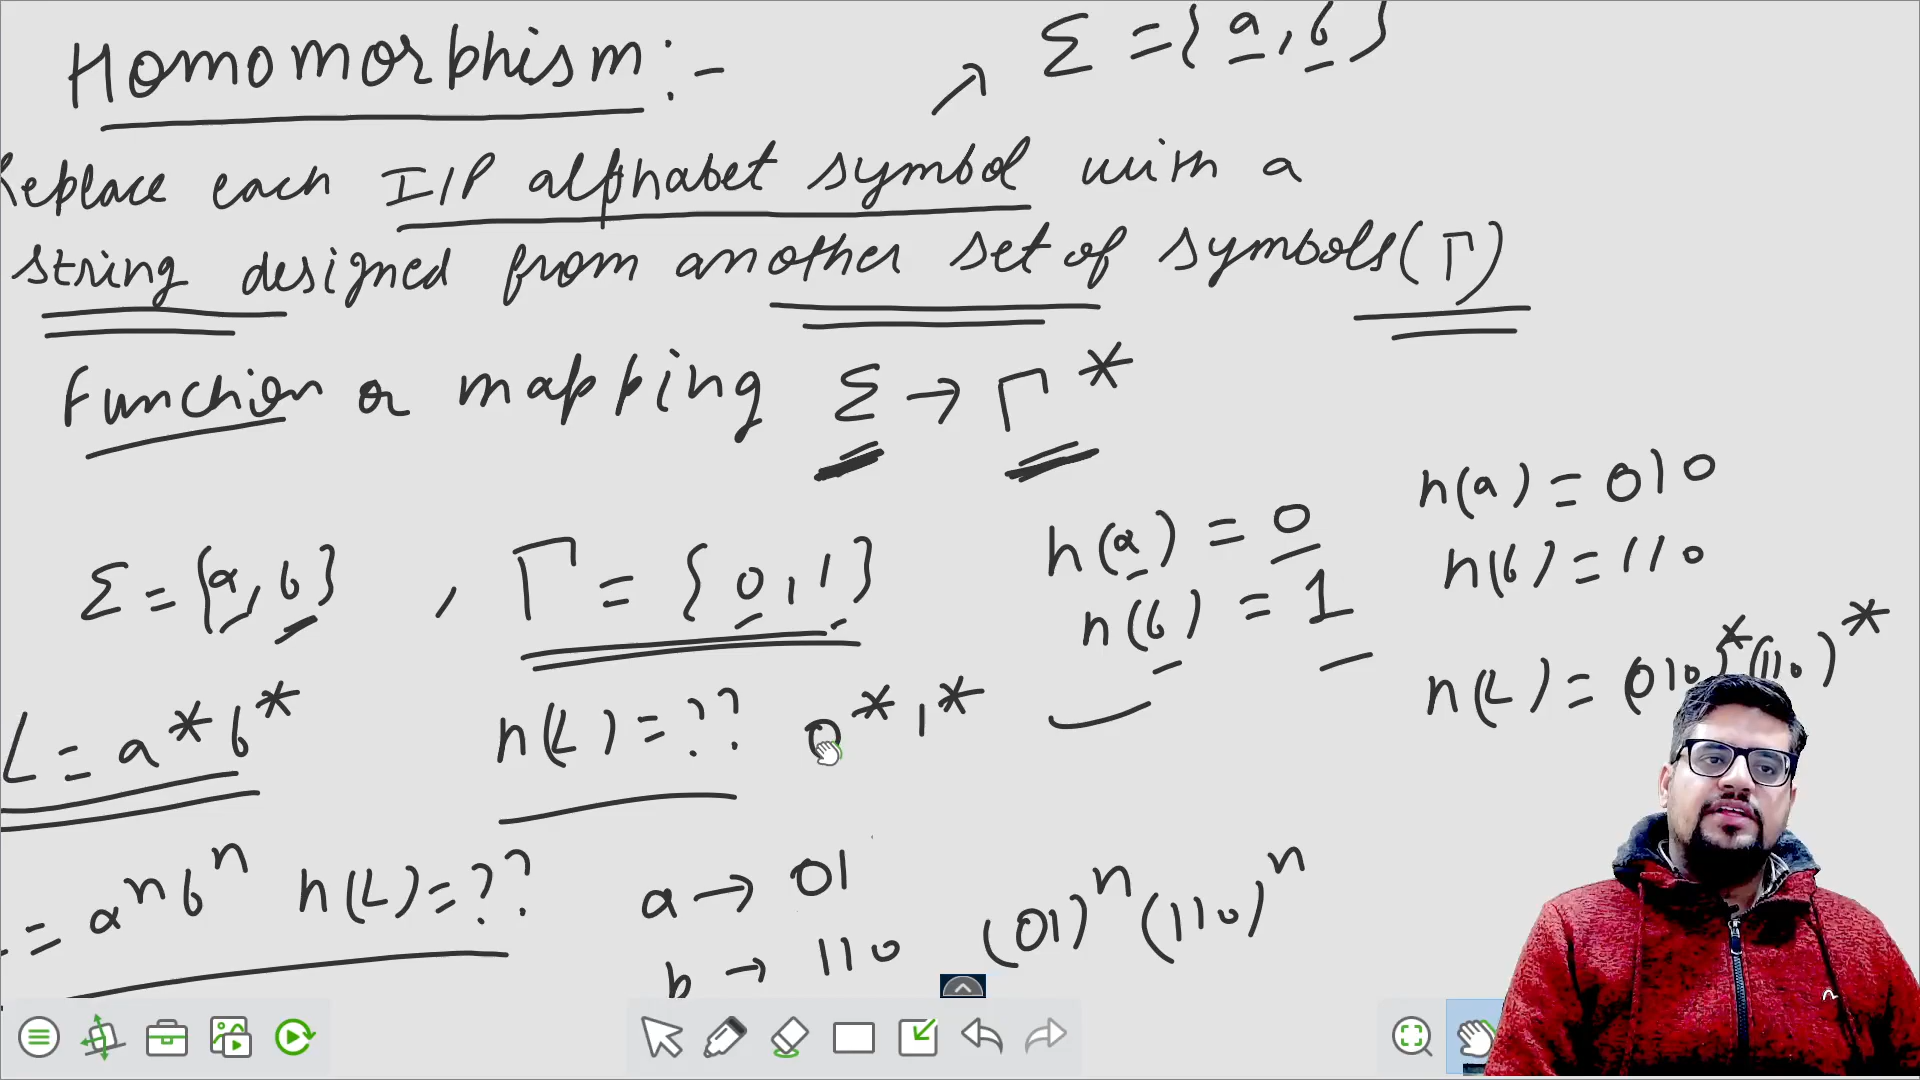 Homomorphism:-
Σ = {a, b}
Replace each I/P alphabet symbol with a
string designed from another set of symbols(Γ)
Function or mapping Σ → Γ*
Σ = {a, b} , Γ = {0, 1}
h(a) = 0
h(b) = 1
h(a) = 010
h(b) = 110
h(L) = (010)*(110)*
L = a*b*
h(L) = ?? 0*1*
= aⁿbⁿ h(L) = ??
a → 01
b → 110
(01)ⁿ(110)ⁿ